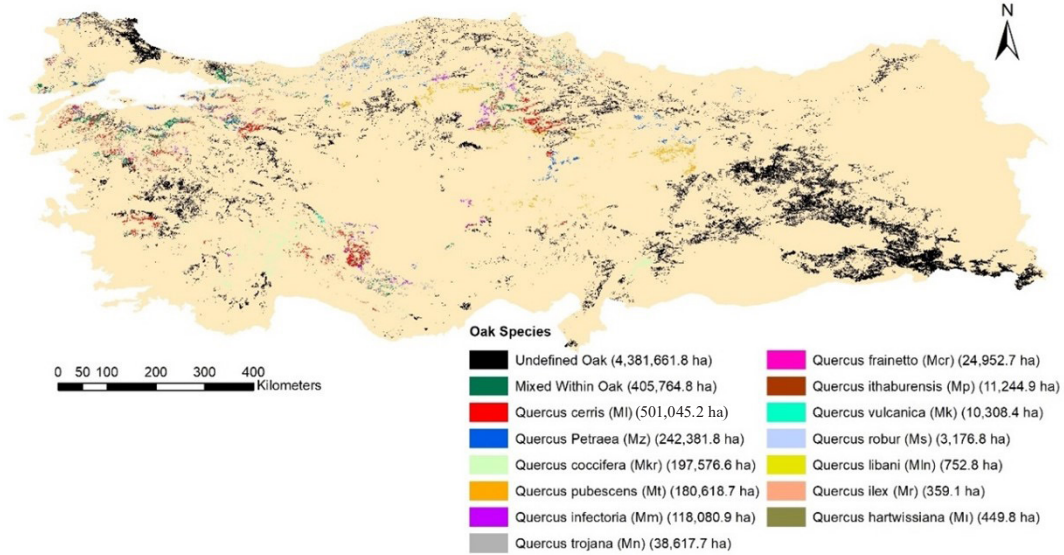 N
Oak Species
Undefined Oak (4,381,661.8 ha)
Mixed Within Oak (405,764.8 ha)
Quercus cerris (Ml) (501,045.2 ha)
Quercus Petraea (Mz) (242,381.8 ha)
Quercus coccifera (Mkr) (197,576.6 ha)
Quercus pubescens (Mt) (180,618.7 ha)
Quercus infectoria (Mm) (118,080.9 ha)
Quercus trojana (Mn) (38,617.7 ha)
Quercus frainetto (Mcr) (24,952.7 ha)
Quercus ithaburensis (Mp) (11,244.9 ha)
Quercus vulcanica (Mk) (10,308.4 ha)
Quercus robur (Ms) (3,176.8 ha)
Quercus libani (Mln) (752.8 ha)
Quercus ilex (Mr) (359.1 ha)
Quercus hartwissiana (Mı) (449.8 ha)
0 50 100 200 300 400
Kilometers